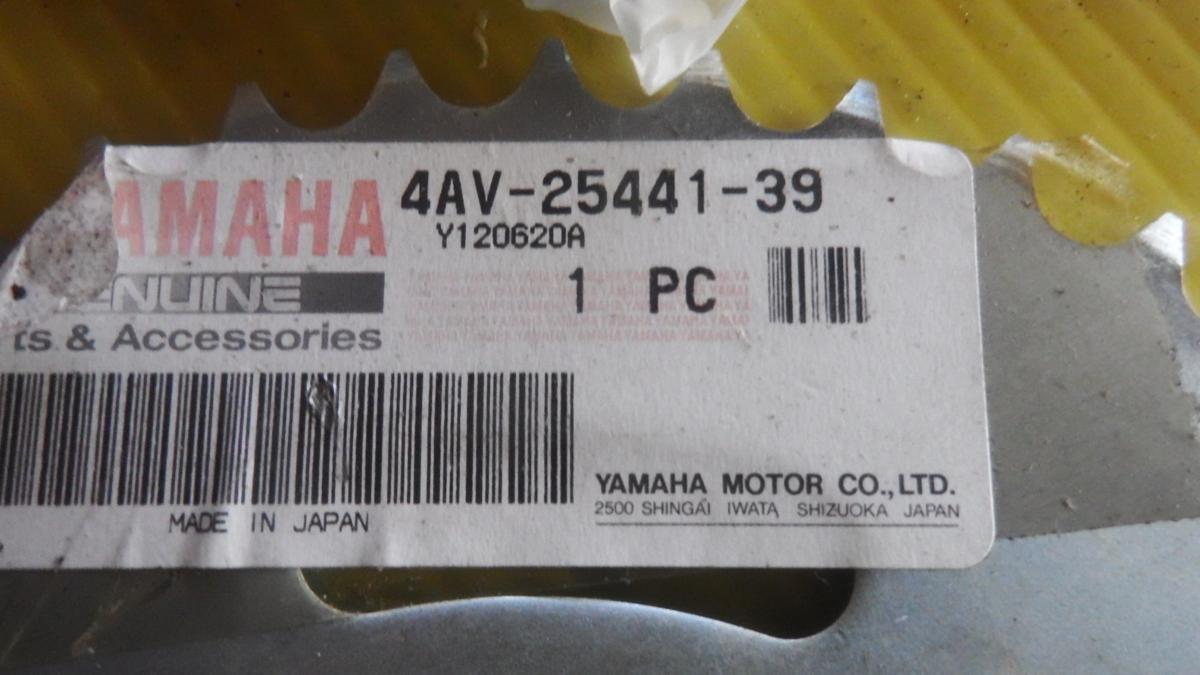 YAMAHA 4AV-25441-39
Y120620A
GENUINE 1 PC
ts & Accessories
YAMAHA MOTOR CO.,LTD.
2500 SHINGAI IWATA SHIZUOKA JAPAN
MADE IN JAPAN